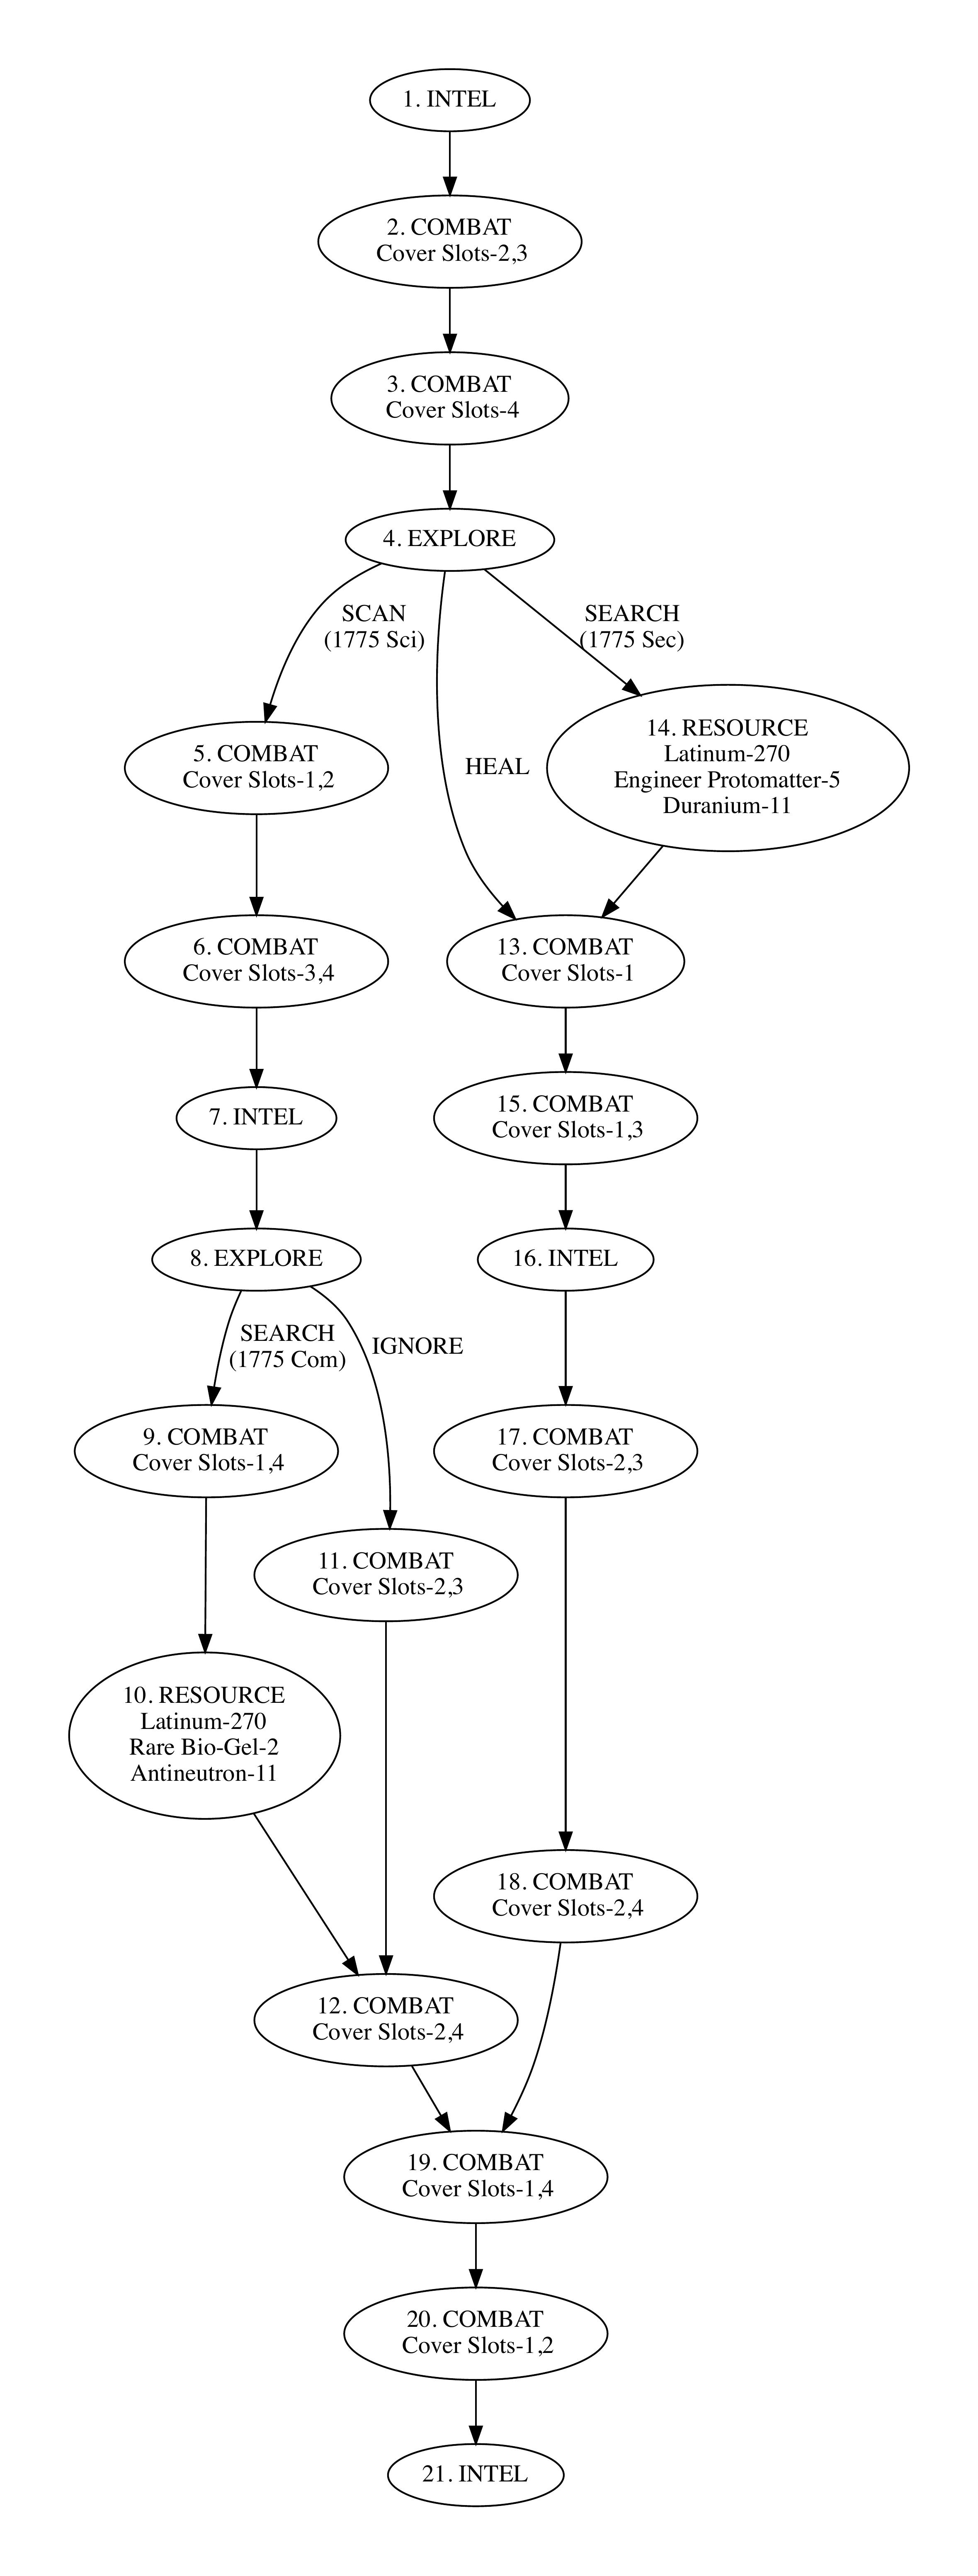 1. INTEL
2. COMBAT
Cover Slots-2,3
3. COMBAT
Cover Slots-4
4. EXPLORE
SCAN
(1775 Sci)
SEARCH
(1775 Sec)
HEAL
5. COMBAT
Cover Slots-1,2
14. RESOURCE
Latinum-270
Engineer Protomatter-5
Duranium-11
6. COMBAT
Cover Slots-3,4
13. COMBAT
Cover Slots-1
7. INTEL
15. COMBAT
Cover Slots-1,3
8. EXPLORE
16. INTEL
SEARCH
(1775 Com)
IGNORE
9. COMBAT
Cover Slots-1,4
17. COMBAT
Cover Slots-2,3
11. COMBAT
Cover Slots-2,3
10. RESOURCE
Latinum-270
Rare Bio-Gel-2
Antineutron-11
18. COMBAT
Cover Slots-2,4
12. COMBAT
Cover Slots-2,4
19. COMBAT
Cover Slots-1,4
20. COMBAT
Cover Slots-1,2
21. INTEL